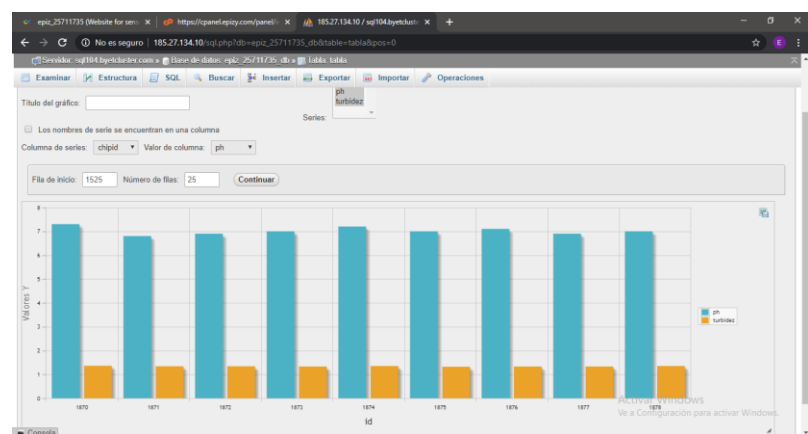 epiz_25711735 (Website for sen
https://cpanel.epizy.com/panel/
185.27.134.10 / sql104.byetcluste
No es seguro | 185.27.134.10/sql.php?db=epiz_25711735_db&table=tabla&pos=0
Servidor: sql104.byetcluster.com » Base de datos: epiz_25711735_db » Tabla: tabla
Examinar Estructura SQL Buscar Insertar Exportar Importar Operaciones
Título del gráfico:
Series:
ph
turbidez
Los nombres de serie se encuentran en una columna
Columna de series: chipid Valor de columna: ph
Fila de inicio: 1525 Número de filas: 25 Continuar
Valores Y
8
7
6
5
4
3
2
1
0
1870 1871 1872 1873 1874 1875 1876 1877 1878
id
ph
turbidez
Activar Windows
Ve a Configuración para activar Windows.
Consola